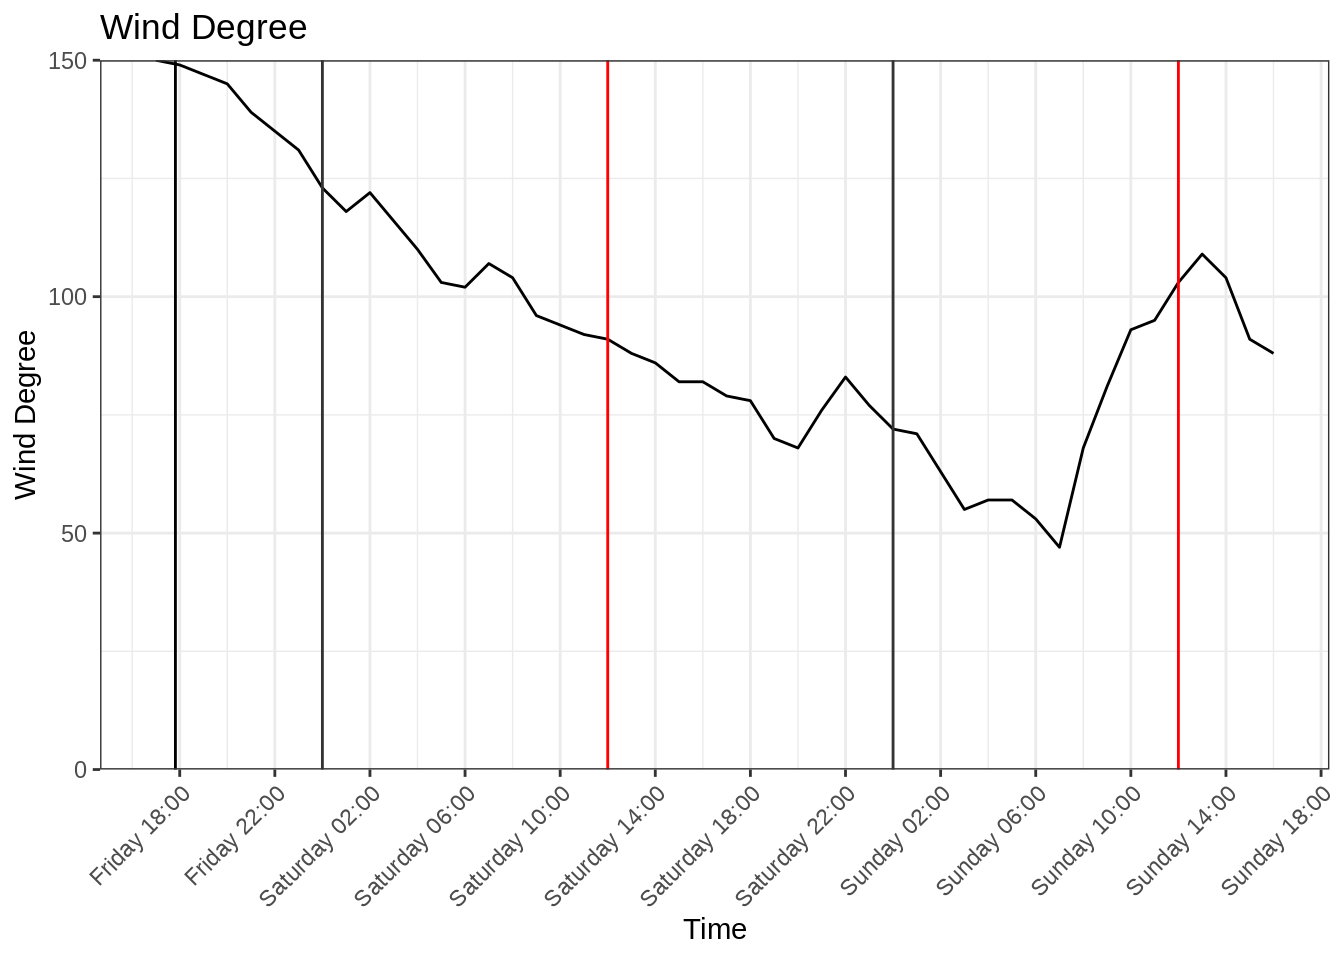 Wind Degree
150
100
50
0
Wind Degree
Friday 18:00
Friday 22:00
Saturday 02:00
Saturday 06:00
Saturday 10:00
Saturday 14:00
Saturday 18:00
Saturday 22:00
Sunday 02:00
Sunday 06:00
Sunday 10:00
Sunday 14:00
Sunday 18:00
Time